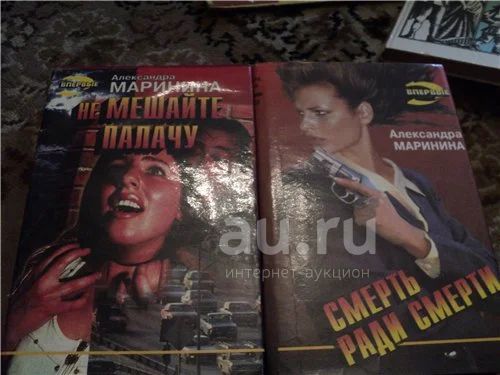 ВПЕРВЫЕ
Александра
МАРИНИНА
НЕ МЕШАЙТЕ
ПАЛАЧУ
ВПЕРВЫЕ
Александра
МАРИНИНА
СМЕРТЬ
РАДИ СМЕРТИ
au.ru
интернет-аукцион